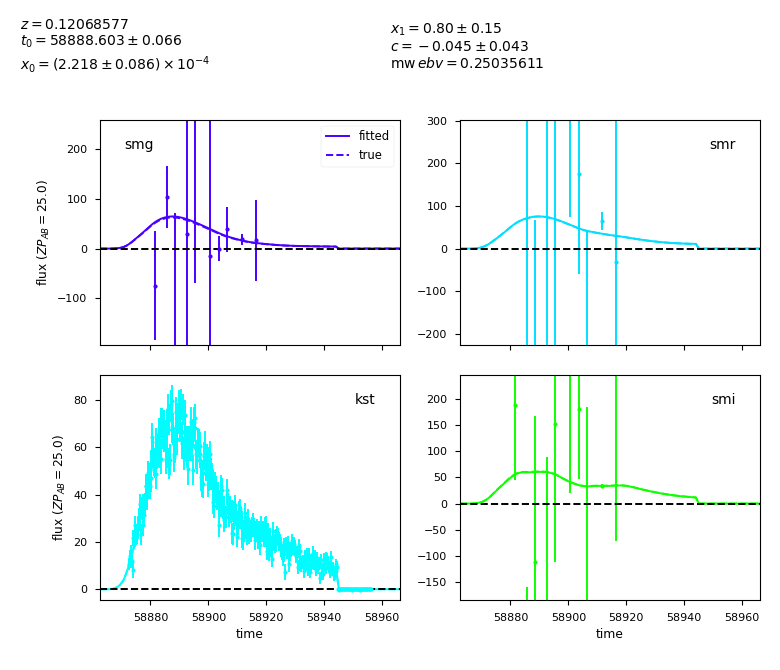 z = 0.12068577
t₀ = 58888.603 ± 0.066
x₀ = (2.218 ± 0.086) × 10⁻⁴
x₁ = 0.80 ± 0.15
c = −0.045 ± 0.043
mw ebv = 0.25035611
smg
fitted
true
200
100
0
−100
flux (ZP_AB = 25.0)
smr
300
200
100
0
−100
−200
kst
80
60
40
20
0
flux (ZP_AB = 25.0)
58880 58900 58920 58940 58960
time
smi
200
150
100
50
0
−50
−100
−150
58880 58900 58920 58940 58960
time